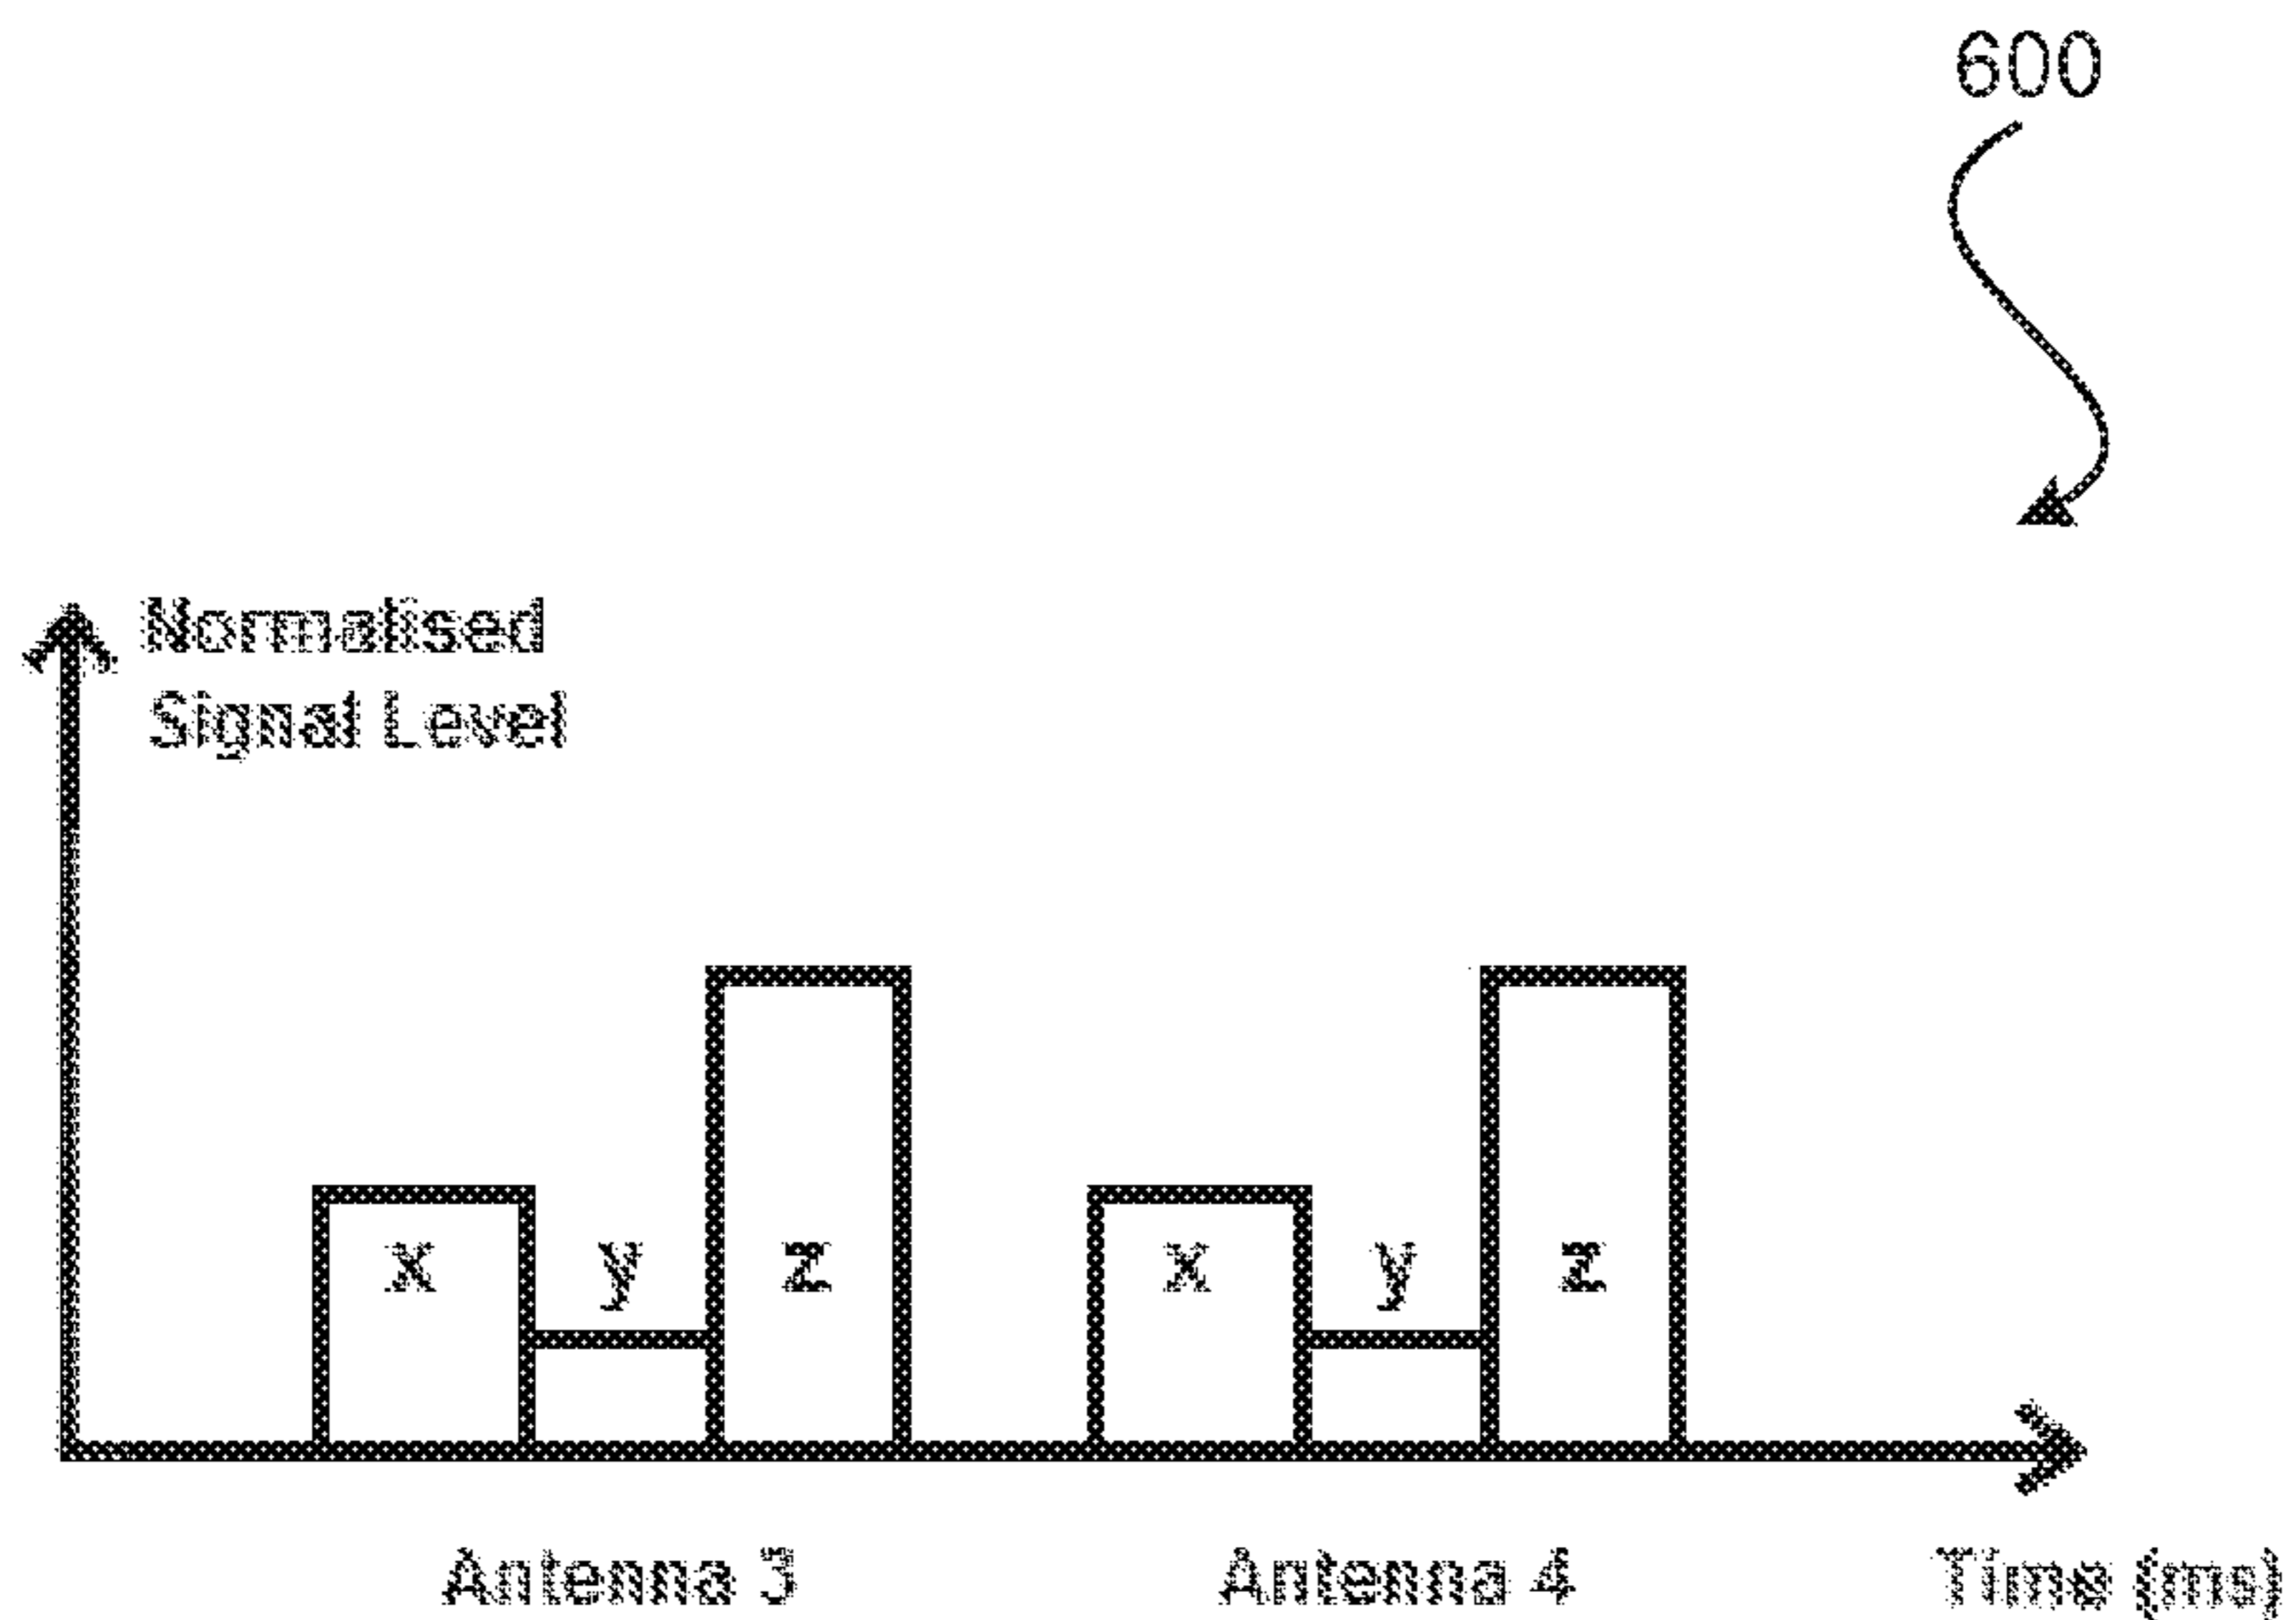 600
Normalised
Signal Level
x y z x y z
Antenna 3 Antenna 4 Time (ms)